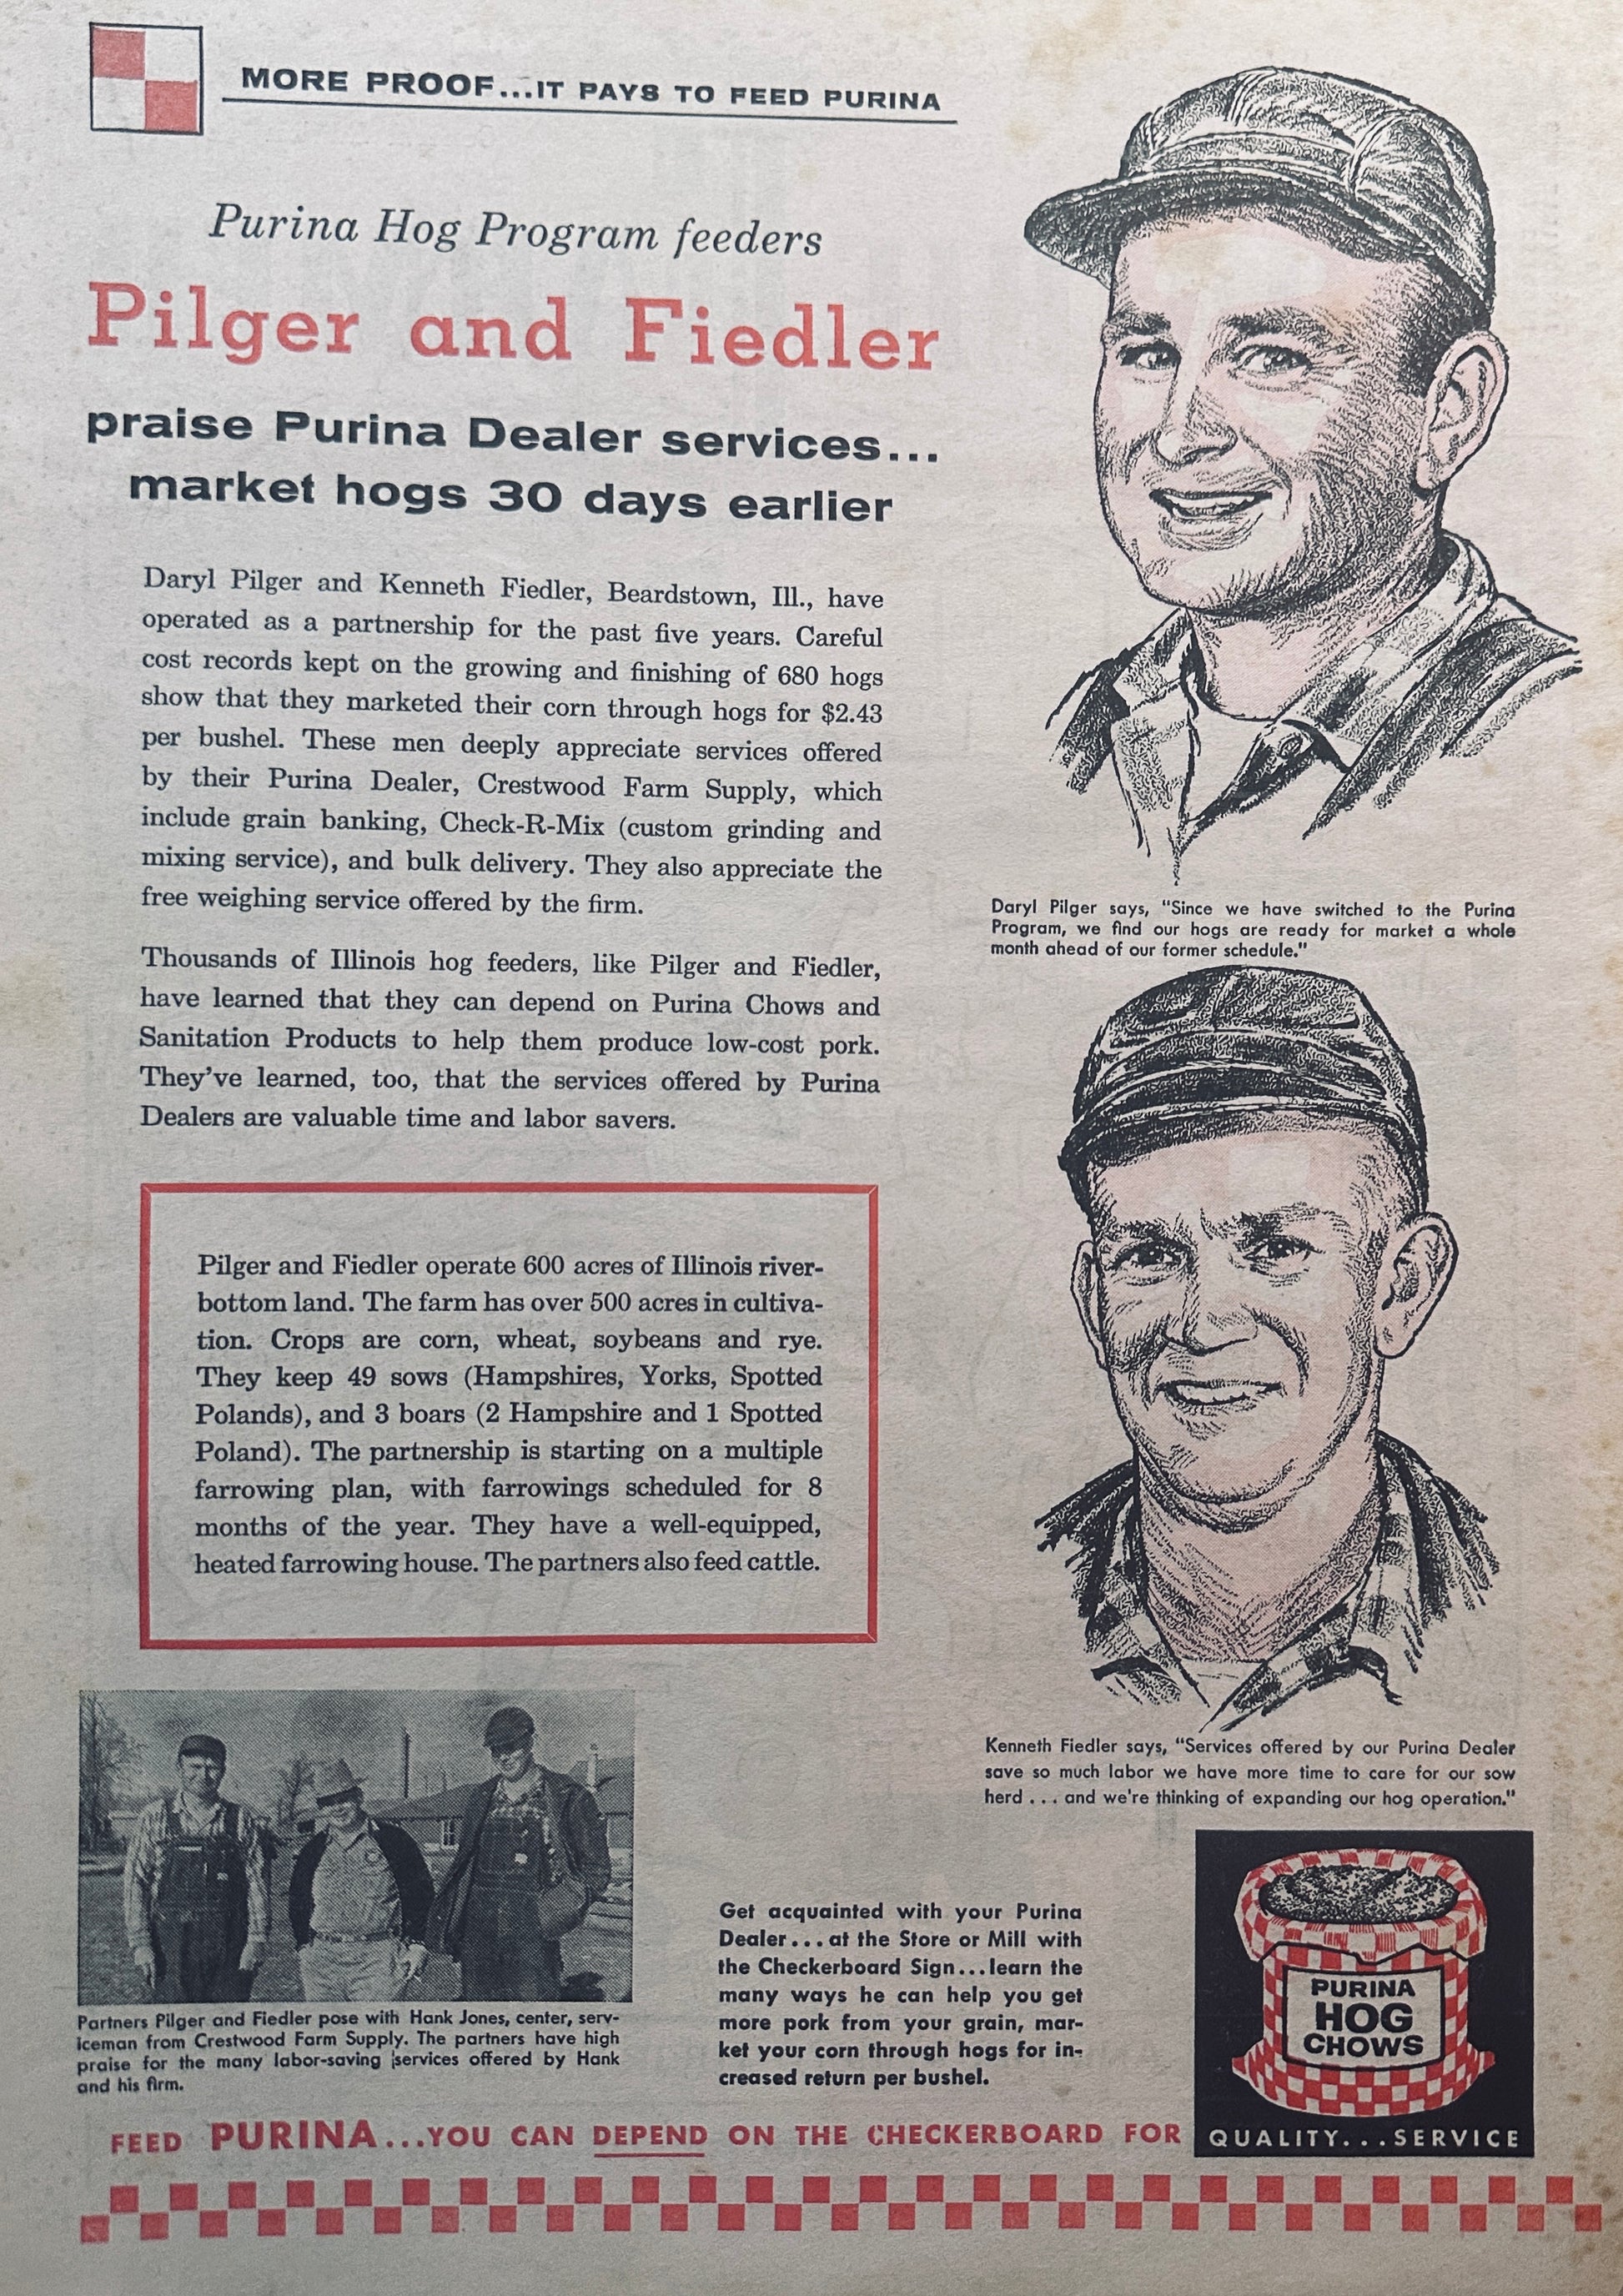 MORE PROOF...IT PAYS TO FEED PURINA
Purina Hog Program feeders
Pilger and Fiedler
praise Purina Dealer services...
market hogs 30 days earlier
Daryl Pilger and Kenneth Fiedler, Beardstown, Ill., have
operated as a partnership for the past five years. Careful
cost records kept on the growing and finishing of 680 hogs
show that they marketed their corn through hogs for $2.43
per bushel. These men deeply appreciate services offered
by their Purina Dealer, Crestwood Farm Supply, which
include grain banking, Check-R-Mix (custom grinding and
mixing service), and bulk delivery. They also appreciate the
free weighing service offered by the firm.
Thousands of Illinois hog feeders, like Pilger and Fiedler,
have learned that they can depend on Purina Chows and
Sanitation Products to help them produce low-cost pork.
They've learned, too, that the services offered by Purina
Dealers are valuable time and labor savers.
Pilger and Fiedler operate 600 acres of Illinois river-
bottom land. The farm has over 500 acres in cultiva-
tion. Crops are corn, wheat, soybeans and rye.
They keep 49 sows (Hampshires, Yorks, Spotted
Polands), and 3 boars (2 Hampshire and 1 Spotted
Poland). The partnership is starting on a multiple
farrowing plan, with farrowings scheduled for 8
months of the year. They have a well-equipped,
heated farrowing house. The partners also feed cattle.
Daryl Pilger says, "Since we have switched to the Purina
Program, we find our hogs are ready for market a whole
month ahead of our former schedule."
Kenneth Fiedler says, "Services offered by our Purina Dealer
save so much labor we have more time to care for our sow
herd ... and we're thinking of expanding our hog operation."
Partners Pilger and Fiedler pose with Hank Jones, center, serv-
iceman from Crestwood Farm Supply. The partners have high
praise for the many labor-saving services offered by Hank
and his firm.
Get acquainted with your Purina
Dealer...at the Store or Mill with
the Checkerboard Sign...learn the
many ways he can help you get
more pork from your grain, mar-
ket your corn through hogs for in-
creased return per bushel.
PURINA
HOG
CHOWS
FEED PURINA...YOU CAN DEPEND ON THE CHECKERBOARD FOR QUALITY...SERVICE